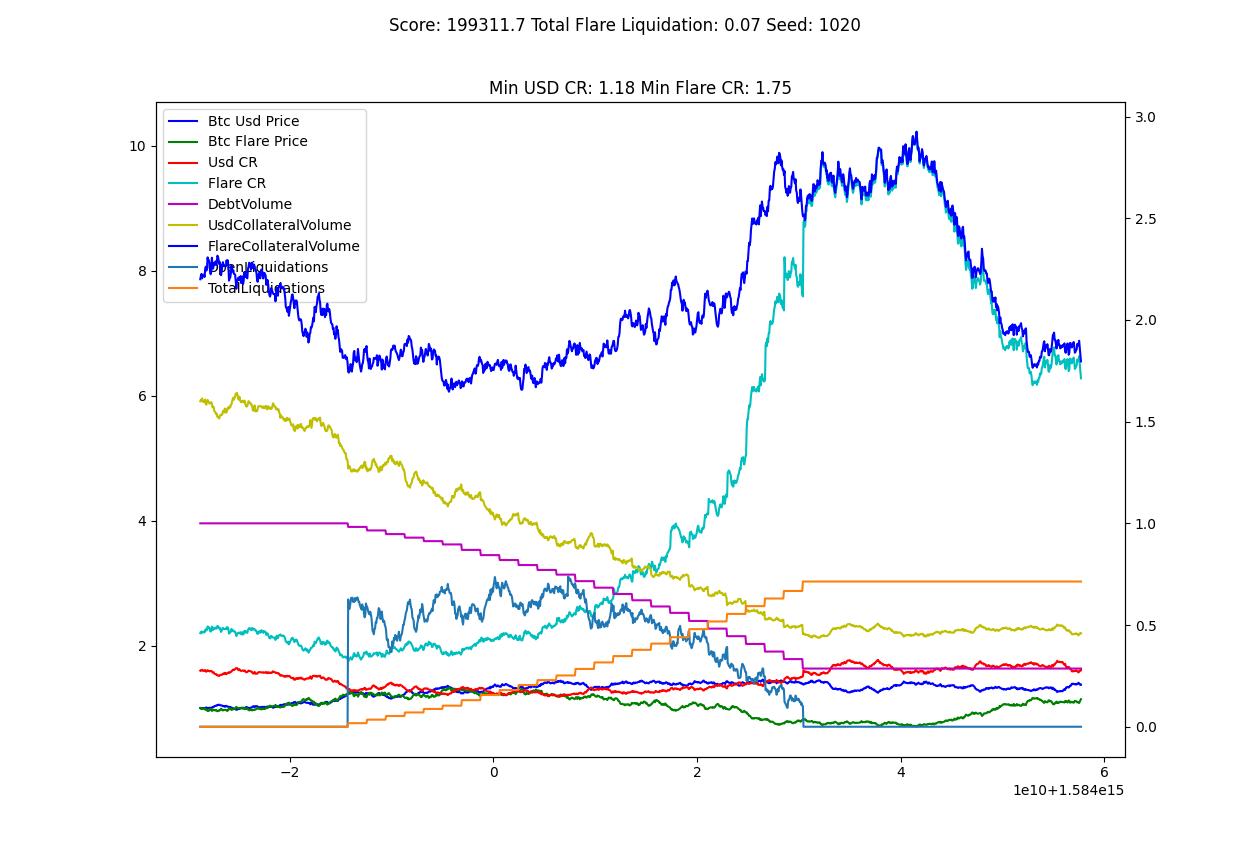 Score: 199311.7 Total Flare Liquidation: 0.07 Seed: 1020
Min USD CR: 1.18 Min Flare CR: 1.75
Btc Usd Price
Btc Flare Price
Usd CR
Flare CR
DebtVolume
UsdCollateralVolume
FlareCollateralVolume
OpenLiquidations
TotalLiquidations
10
8
6
4
2
3.0
2.5
2.0
1.5
1.0
0.5
0.0
−2 0 2 4 6
1e10+1.584e15